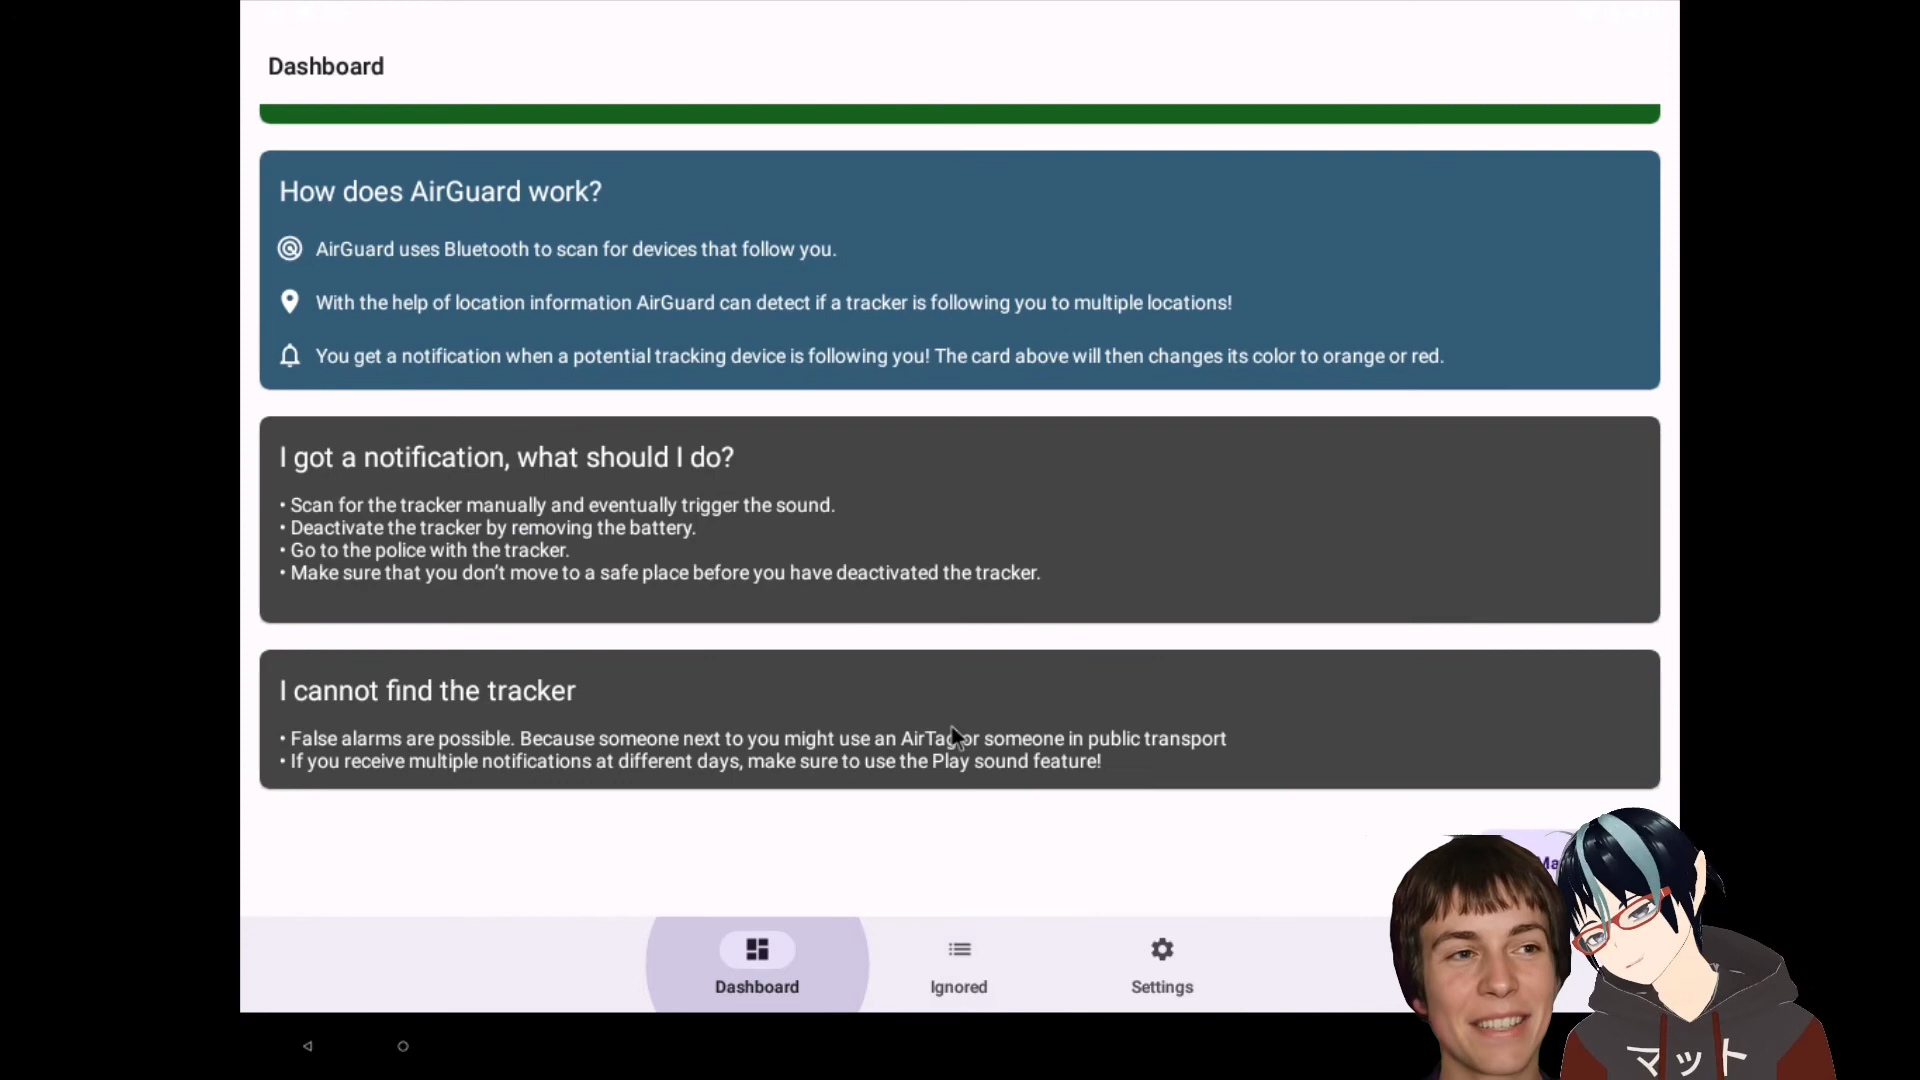 Dashboard
How does AirGuard work?
AirGuard uses Bluetooth to scan for devices that follow you.
With the help of location information AirGuard can detect if a tracker is following you to multiple locations!
You get a notification when a potential tracking device is following you! The card above will then changes its color to orange or red.
I got a notification, what should I do?
• Scan for the tracker manually and eventually trigger the sound.
• Deactivate the tracker by removing the battery.
• Go to the police with the tracker.
• Make sure that you don’t move to a safe place before you have deactivated the tracker.
I cannot find the tracker
• False alarms are possible. Because someone next to you might use an AirTag or someone in public transport
• If you receive multiple notifications at different days, make sure to use the Play sound feature!
Dashboard
Ignored
Settings
マット